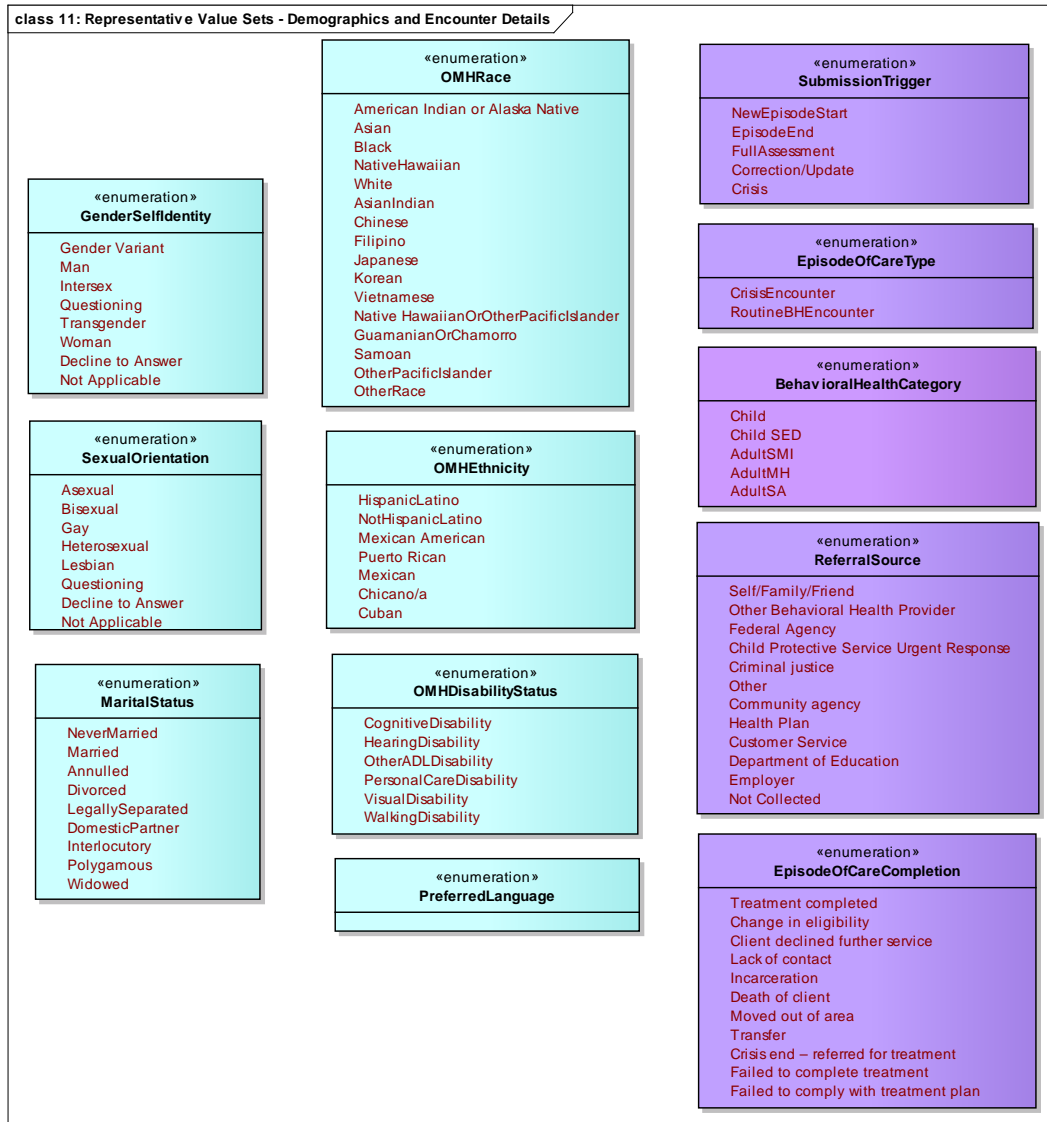 class 11: Representative Value Sets - Demographics and Encounter Details
«enumeration»
GenderSelfIdentity
Gender Variant
Man
Intersex
Questioning
Transgender
Woman
Decline to Answer
Not Applicable
«enumeration»
SexualOrientation
Asexual
Bisexual
Gay
Heterosexual
Lesbian
Questioning
Decline to Answer
Not Applicable
«enumeration»
MaritalStatus
NeverMarried
Married
Annulled
Divorced
LegallySeparated
DomesticPartner
Interlocutory
Polygamous
Widowed
«enumeration»
OMHRace
American Indian or Alaska Native
Asian
Black
NativeHawaiian
White
AsianIndian
Chinese
Filipino
Japanese
Korean
Vietnamese
Native HawaiianOrOtherPacificIslander
GuamanianOrChamorro
Samoan
OtherPacificIslander
OtherRace
«enumeration»
OMHEthnicity
HispanicLatino
NotHispanicLatino
Mexican American
Puerto Rican
Mexican
Chicano/a
Cuban
«enumeration»
OMHDisabilityStatus
CognitiveDisability
HearingDisability
OtherADLDisability
PersonalCareDisability
VisualDisability
WalkingDisability
«enumeration»
PreferredLanguage
«enumeration»
SubmissionTrigger
NewEpisodeStart
EpisodeEnd
FullAssessment
Correction/Update
Crisis
«enumeration»
EpisodeOfCareType
CrisisEncounter
RoutineBHEncounter
«enumeration»
BehavioralHealthCategory
Child
Child SED
AdultSMI
AdultMH
AdultSA
«enumeration»
ReferralSource
Self/Family/Friend
Other Behavioral Health Provider
Federal Agency
Child Protective Service Urgent Response
Criminal justice
Other
Community agency
Health Plan
Customer Service
Department of Education
Employer
Not Collected
«enumeration»
EpisodeOfCareCompletion
Treatment completed
Change in eligibility
Client declined further service
Lack of contact
Incarceration
Death of client
Moved out of area
Transfer
Crisis end – referred for treatment
Failed to complete treatment
Failed to comply with treatment plan